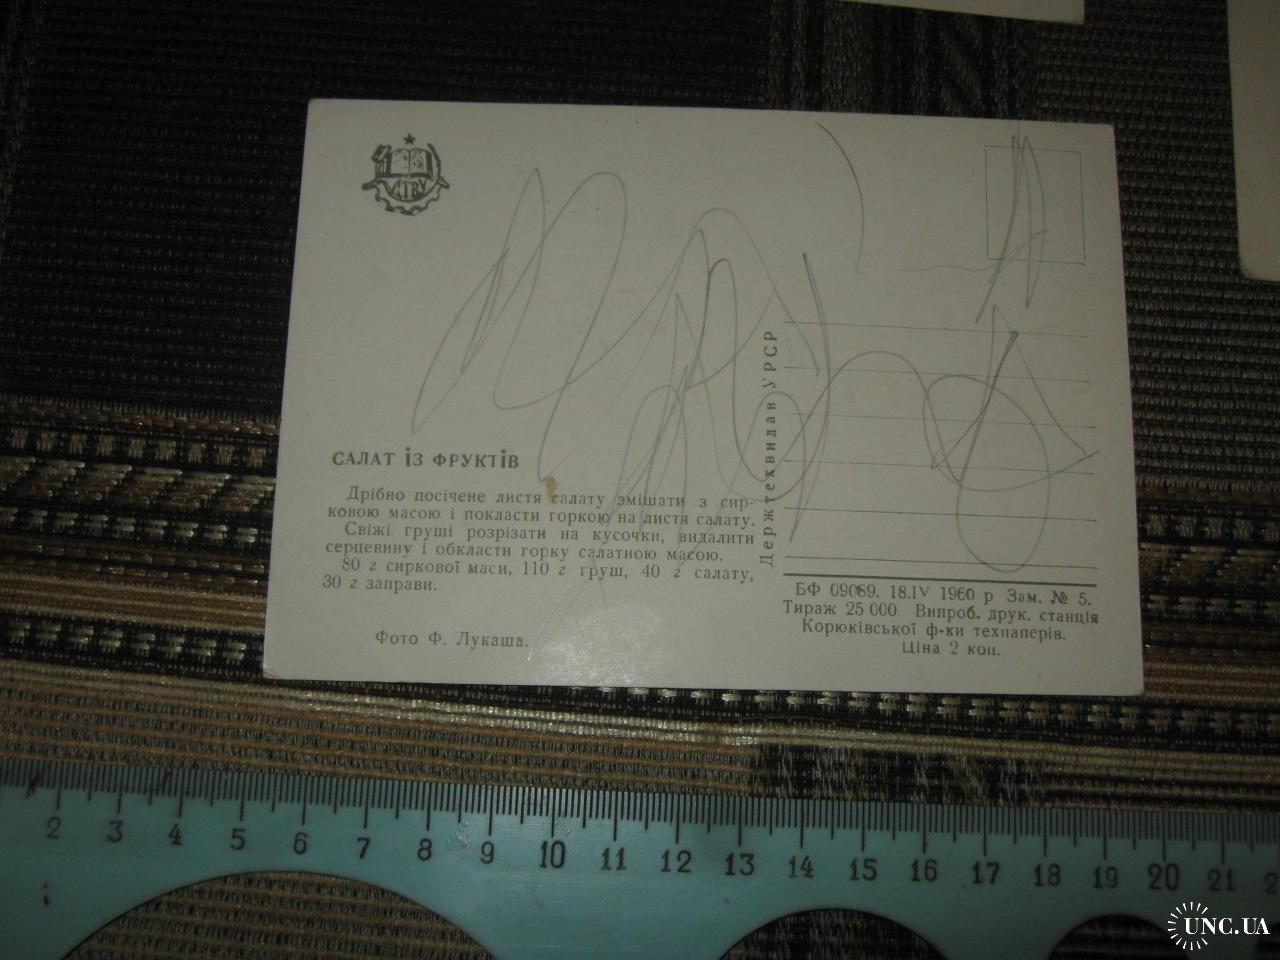 ДТВУ
САЛАТ ІЗ ФРУКТІВ
Дрібно посічене листя салату змішати з сир-
ковою масою і покласти горкою на листя салату.
Свіжі груші розрізати на кусочки, видалити
серцевину і обкласти горку салатною масою.
80 г сиркової маси, 110 г груш, 40 г салату,
30 г заправи.
Фото Ф. Лукаша.
Держтехвидав УРСР
БФ 09089. 18.IV 1960 р Зам. № 5.
Тираж 25 000 Випроб. друк. станція
Корюківської ф-ки технаперів.
Ціна 2 коп.
2 3 4 5 6 7 8 9 10 11 12 13 14 15 16 17 18 19 20 21
UNC.UA